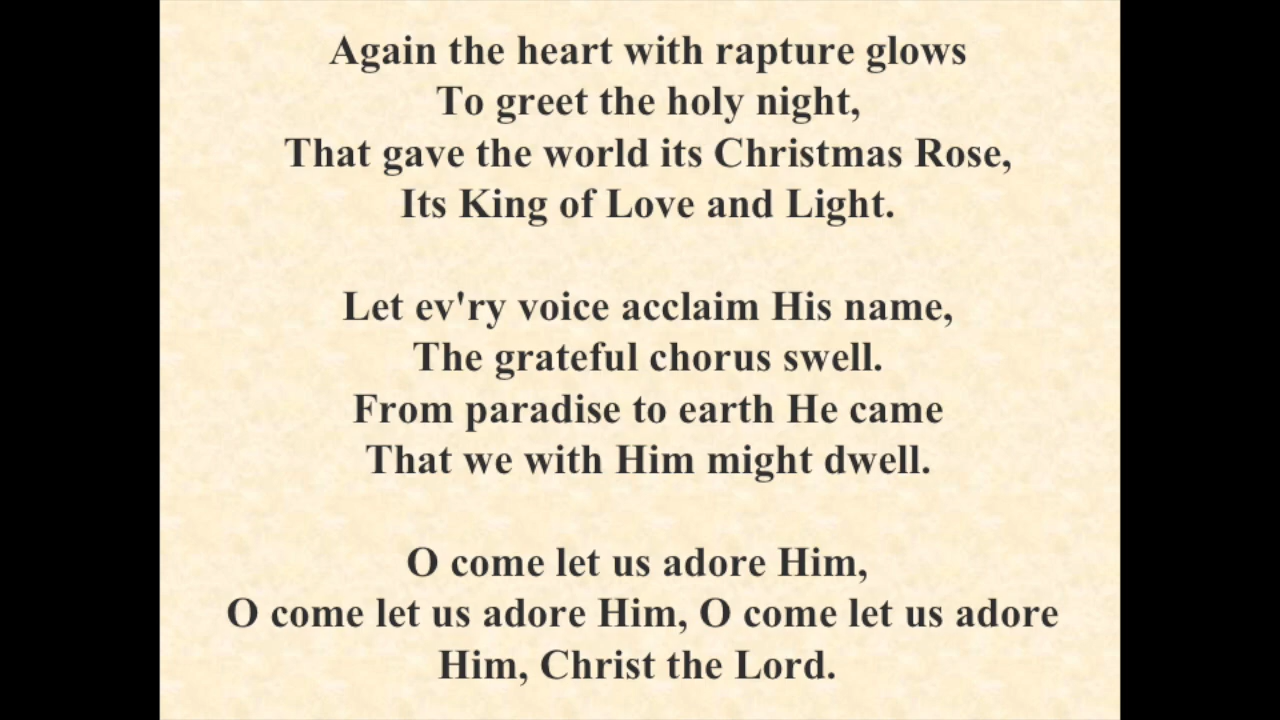 Again the heart with rapture glows
To greet the holy night,
That gave the world its Christmas Rose,
Its King of Love and Light.
Let ev'ry voice acclaim His name,
The grateful chorus swell.
From paradise to earth He came
That we with Him might dwell.
O come let us adore Him,
O come let us adore Him, O come let us adore
Him, Christ the Lord.